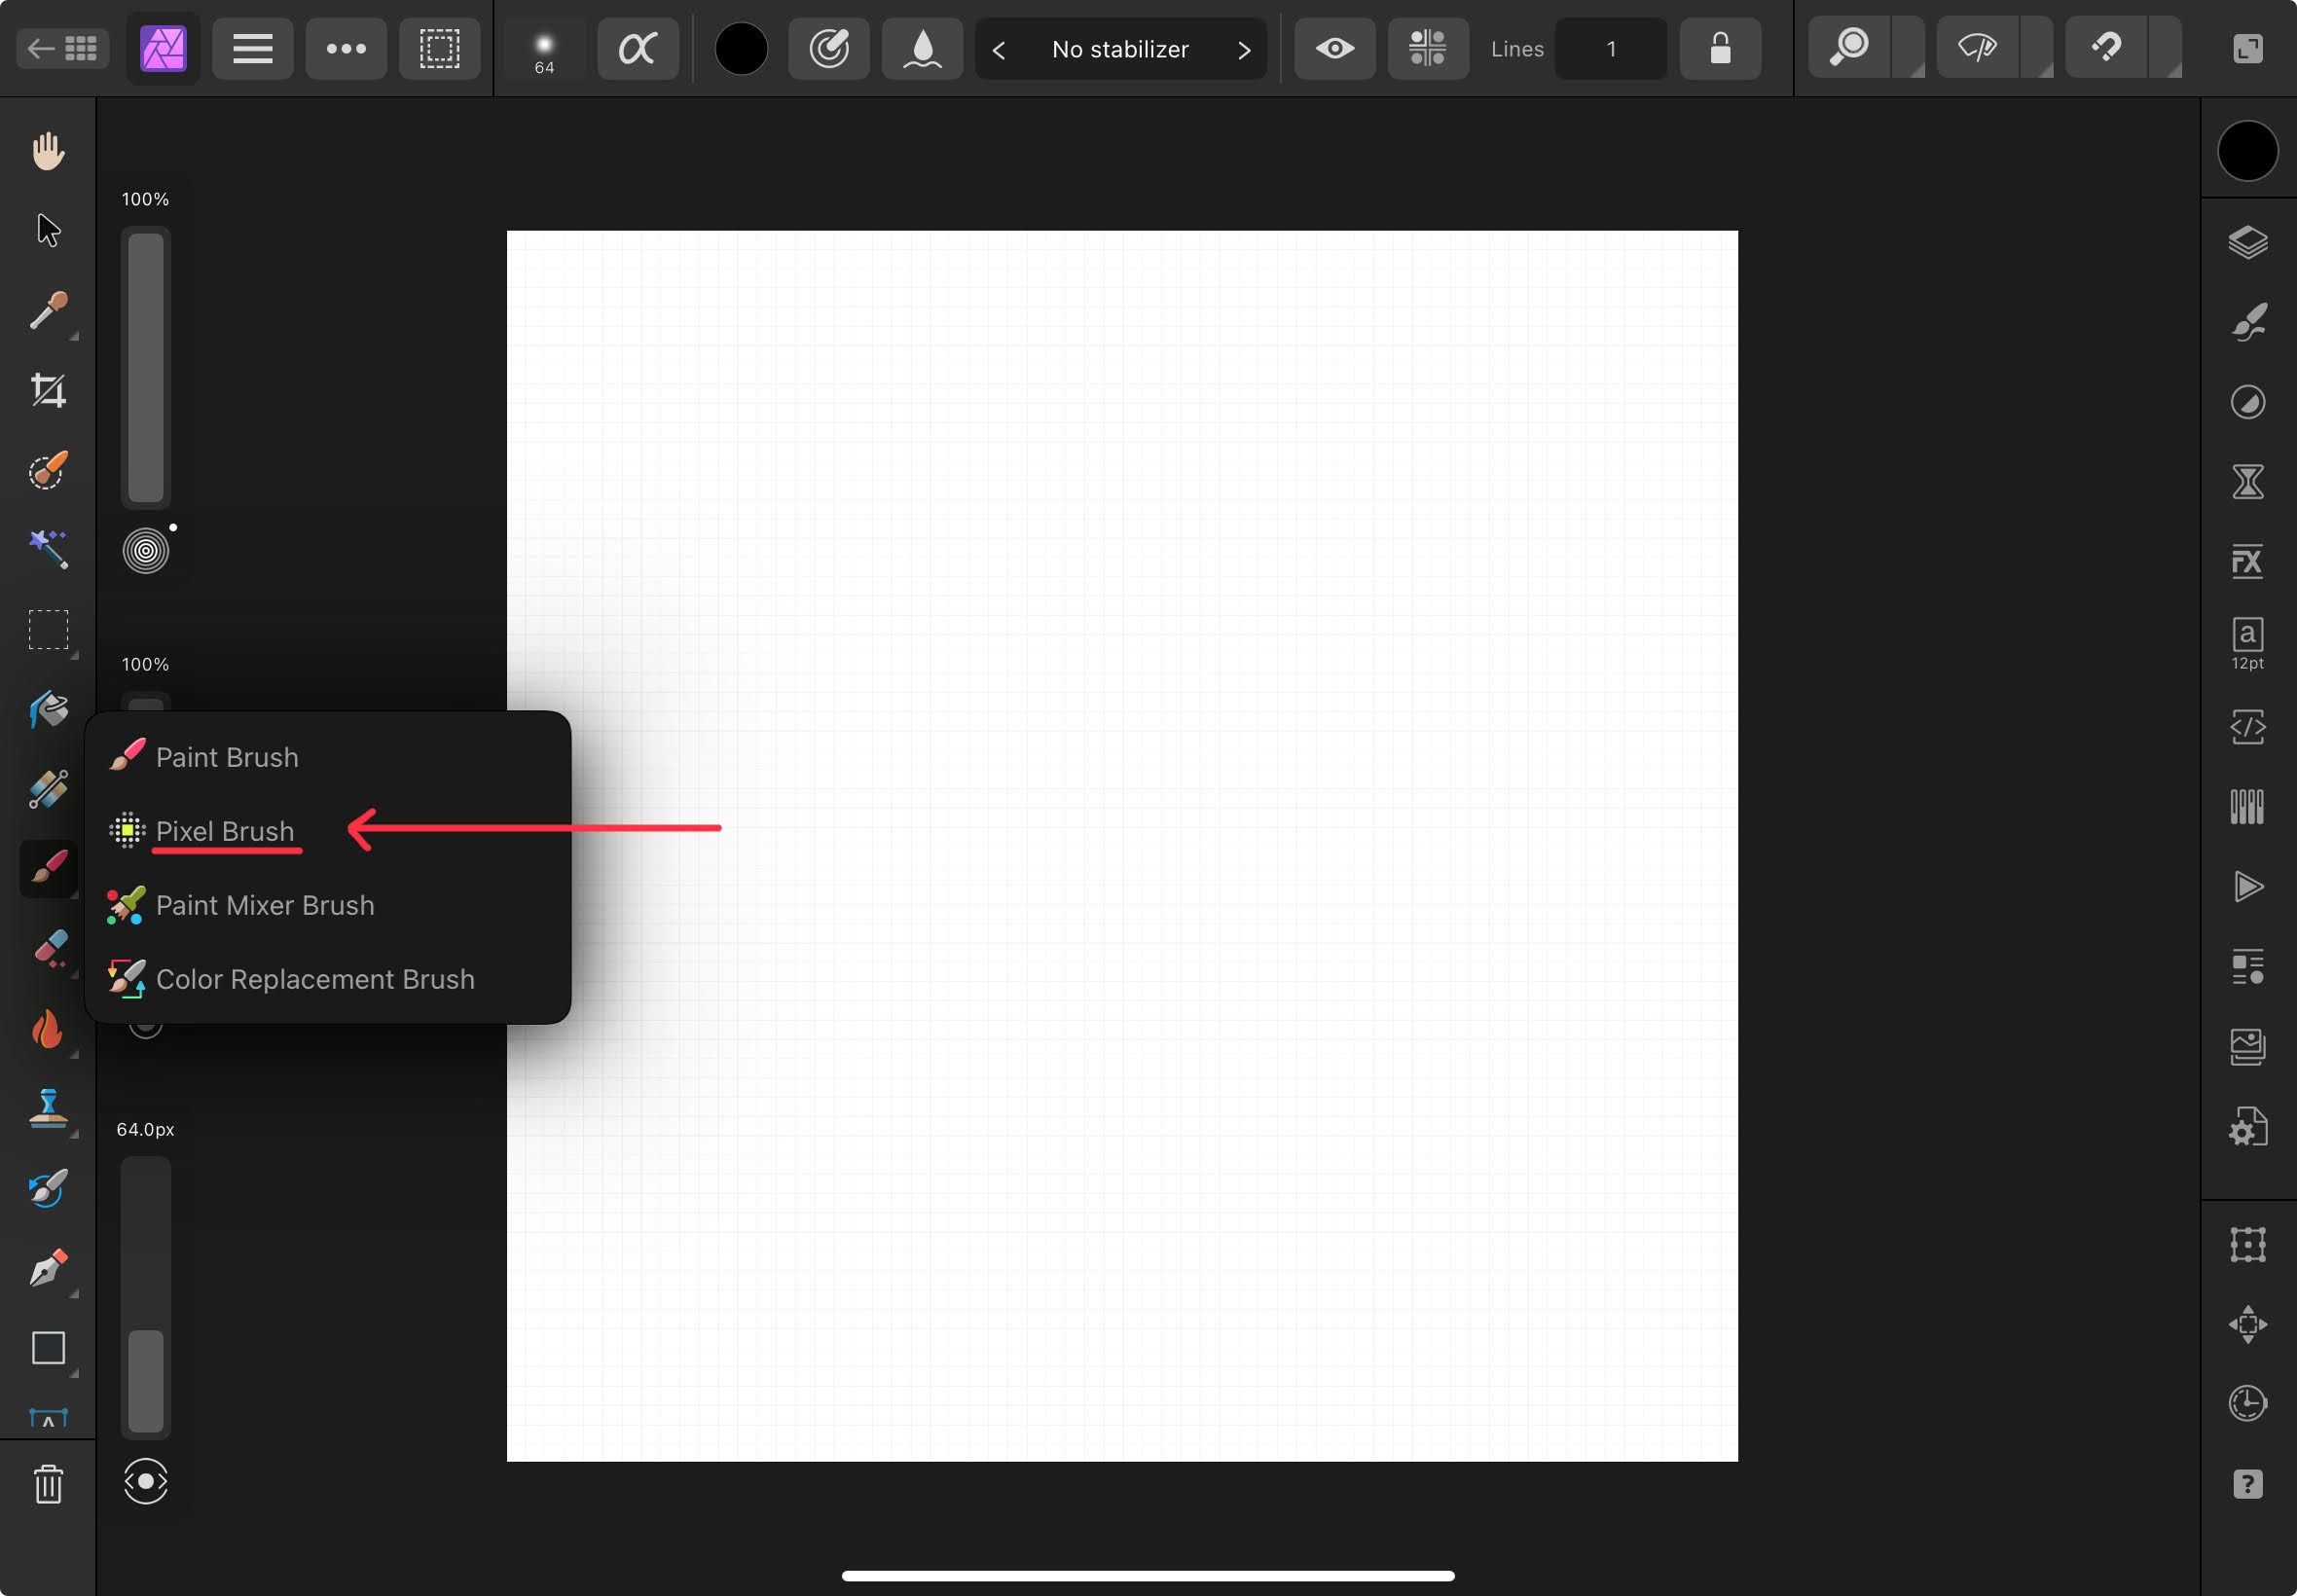 64
No stabilizer
Lines
1
100%
FX
a
12pt
100%
Paint Brush
Pixel Brush
Paint Mixer Brush
Color Replacement Brush
64.0px
A
?